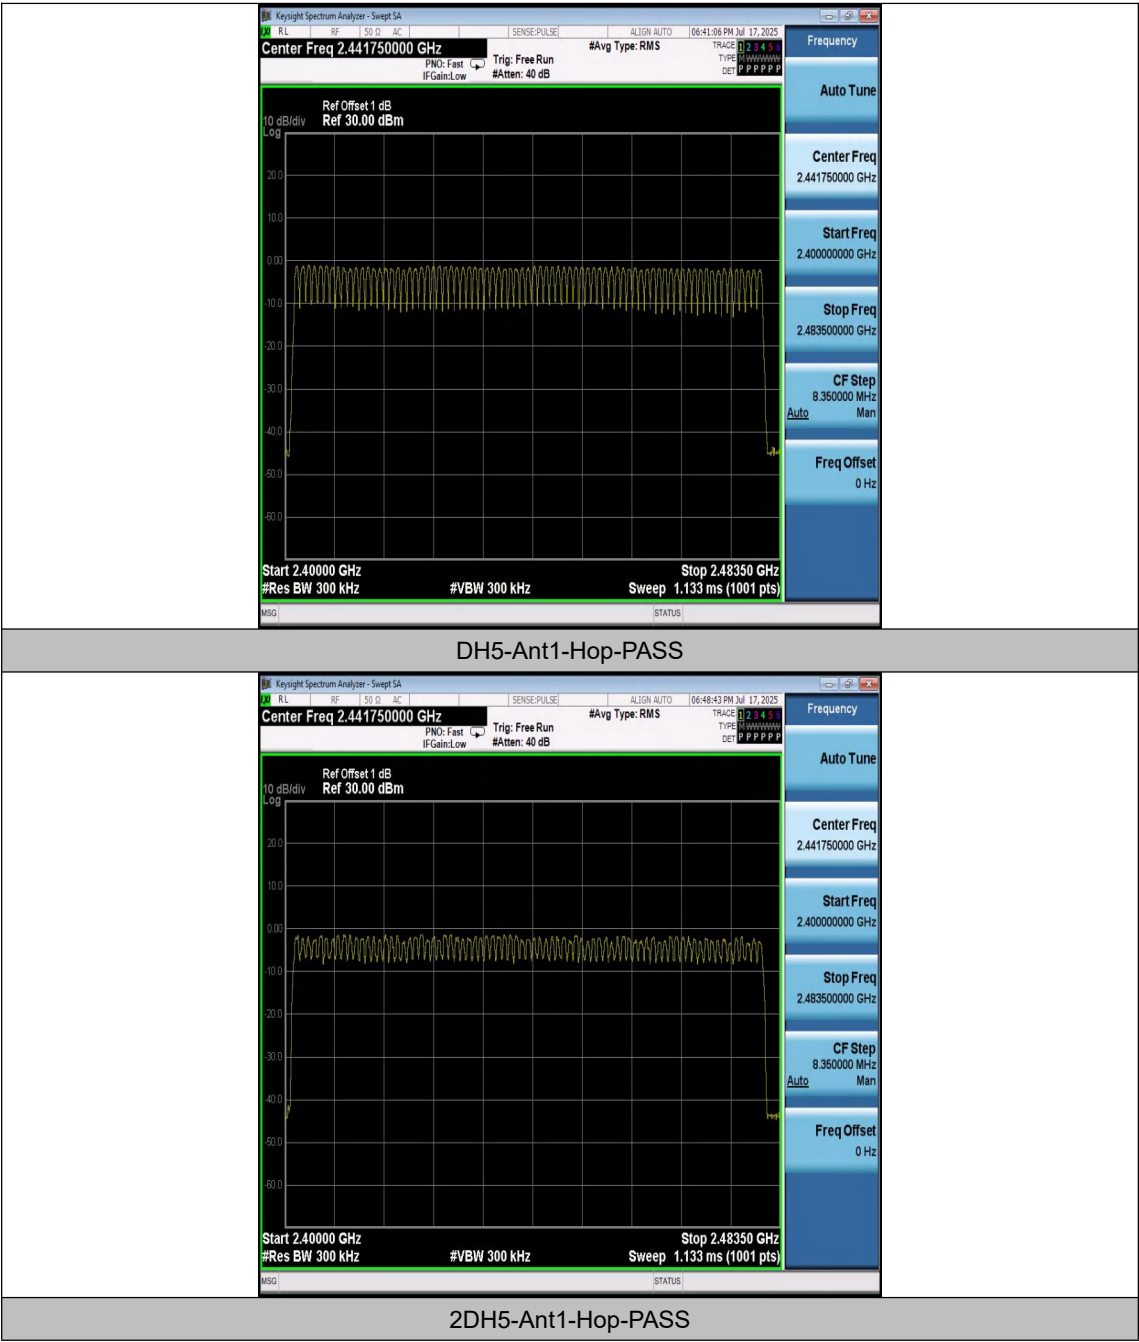 Keysight Spectrum Analyzer - Swept SA
RL RF 50 Ω AC SENSE:PULSE ALIGN AUTO 06:41:06 PM Jul 17, 2025
Center Freq 2.441750000 GHz #Avg Type: RMS TRACE 1 2 3 4 5 6
PNO: Fast Trig: Free Run TYPE M WWWWW
IFGain:Low #Atten: 40 dB DET P P P P P P
Frequency
Auto Tune
Ref Offset 1 dB
10 dB/div Ref 30.00 dBm
Log
Center Freq
2.441750000 GHz
20.0
10.0
Start Freq
2.400000000 GHz
0.00
-10.0
Stop Freq
2.483500000 GHz
-20.0
-30.0
CF Step
8.350000 MHz
Auto Man
-40.0
Freq Offset
0 Hz
-50.0
-60.0
Start 2.40000 GHz Stop 2.48350 GHz
#Res BW 300 kHz #VBW 300 kHz Sweep 1.133 ms (1001 pts)
MSG STATUS
DH5-Ant1-Hop-PASS
Keysight Spectrum Analyzer - Swept SA
RL RF 50 Ω AC SENSE:PULSE ALIGN AUTO 06:48:43 PM Jul 17, 2025
Center Freq 2.441750000 GHz #Avg Type: RMS TRACE 1 2 3 4 5 6
PNO: Fast Trig: Free Run TYPE M WWWWW
IFGain:Low #Atten: 40 dB DET P P P P P P
Frequency
Auto Tune
Ref Offset 1 dB
10 dB/div Ref 30.00 dBm
Log
Center Freq
2.441750000 GHz
20.0
10.0
Start Freq
2.400000000 GHz
0.00
-10.0
Stop Freq
2.483500000 GHz
-20.0
-30.0
CF Step
8.350000 MHz
Auto Man
-40.0
Freq Offset
0 Hz
-50.0
-60.0
Start 2.40000 GHz Stop 2.48350 GHz
#Res BW 300 kHz #VBW 300 kHz Sweep 1.133 ms (1001 pts)
MSG STATUS
2DH5-Ant1-Hop-PASS